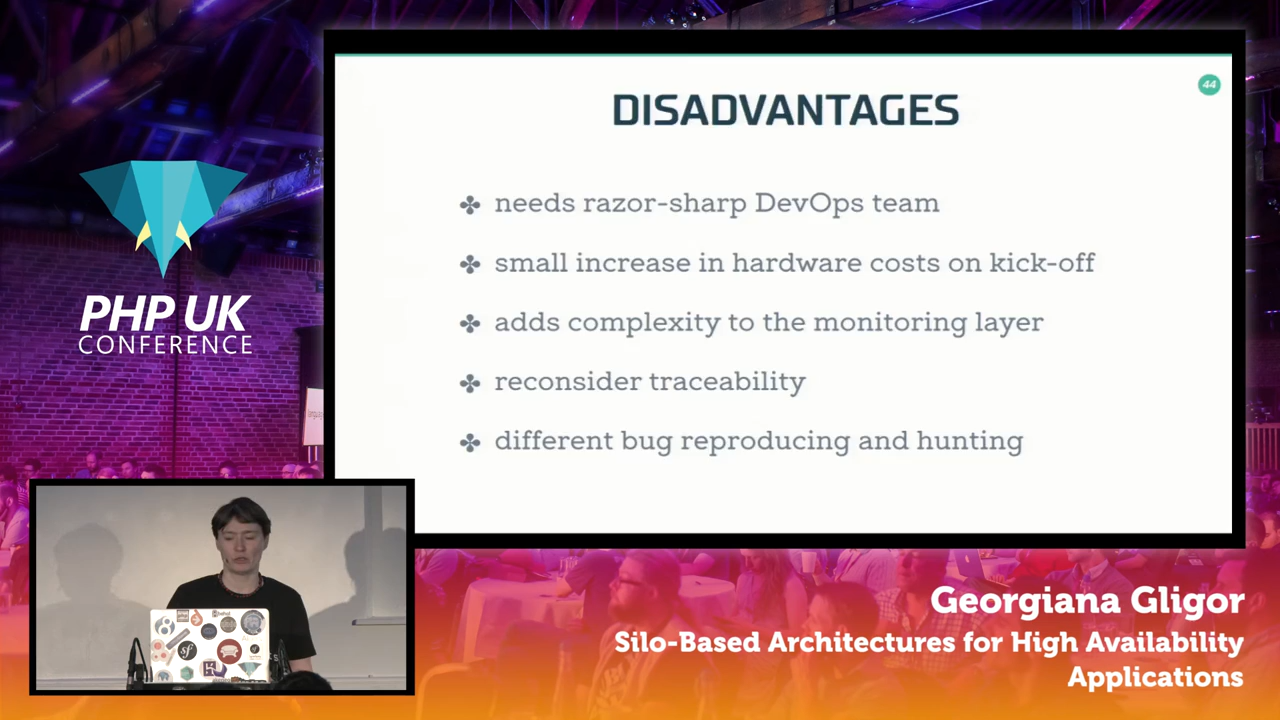 44
DISADVANTAGES
✤ needs razor-sharp DevOps team
✤ small increase in hardware costs on kick-off
✤ adds complexity to the monitoring layer
✤ reconsider traceability
✤ different bug reproducing and hunting
PHP UK
CONFERENCE
sf
Georgiana Gligor
Silo-Based Architectures for High Availability
Applications